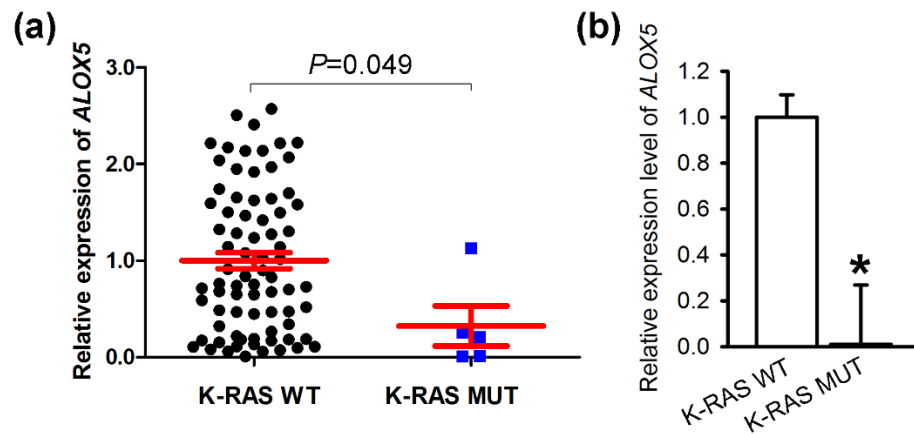 (a)
Relative expression of ALOX5
3.0
2.0
1.0
0.0
P=0.049
K-RAS WT
K-RAS MUT
(b)
Relative expression level of ALOX5
1.2
1.0
0.8
0.6
0.4
0.2
0.0
*
K-RAS WT
K-RAS MUT